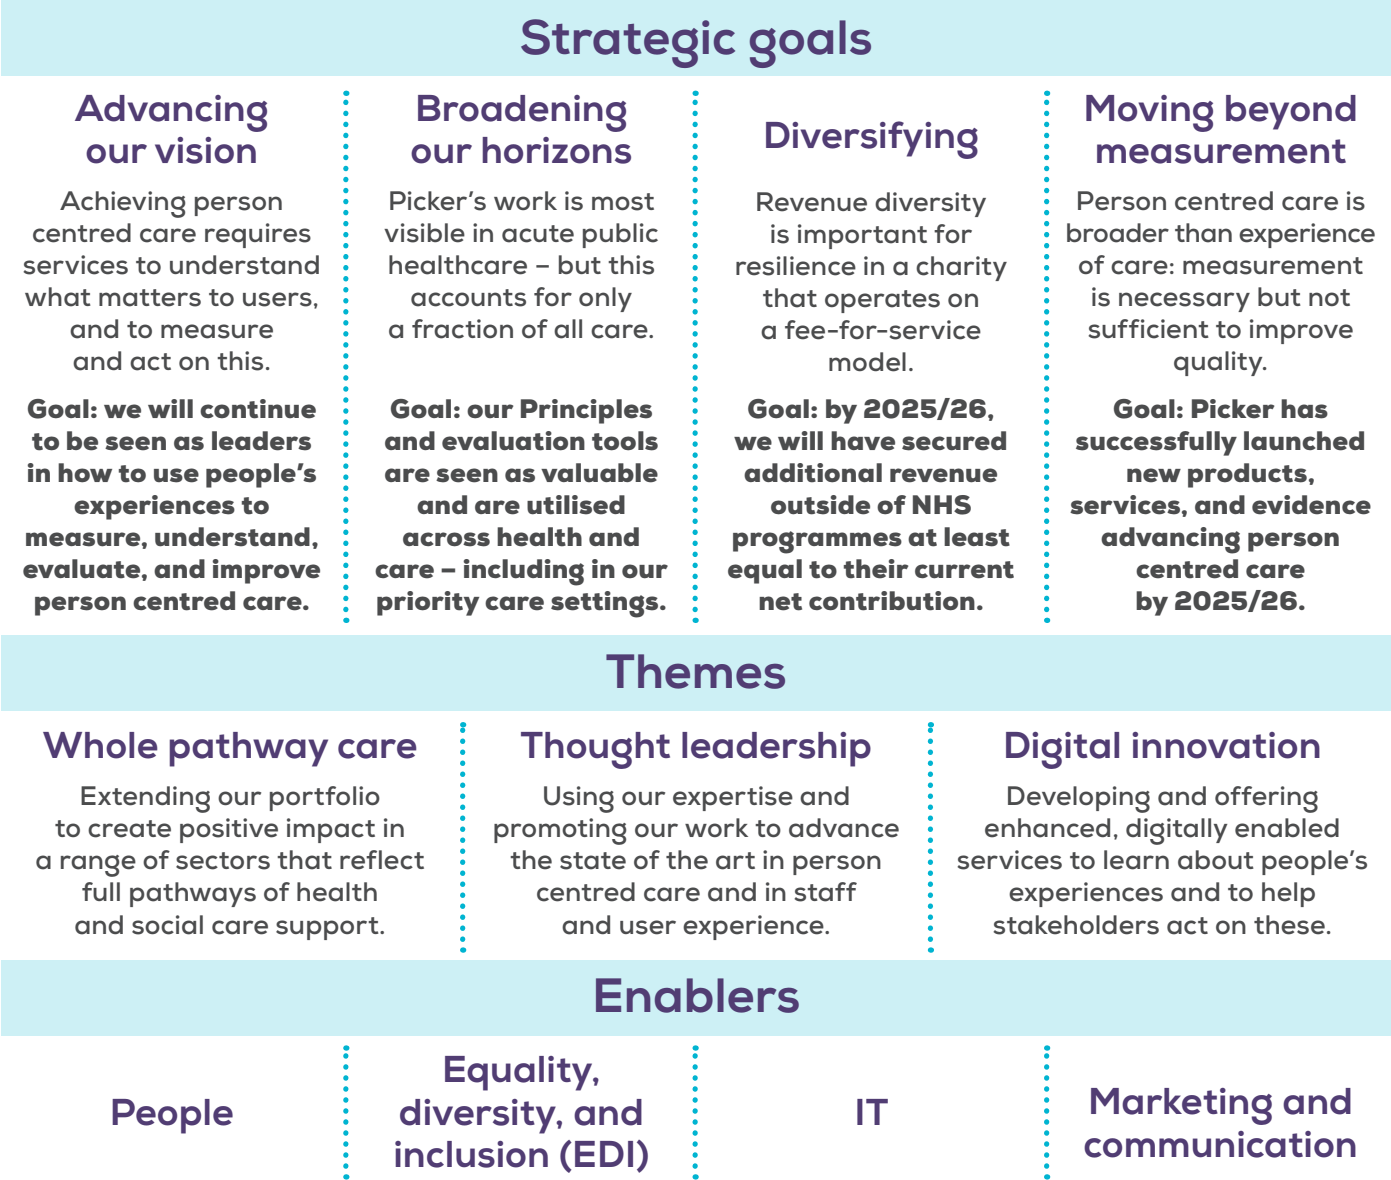 Strategic goals
Advancing
our vision
Achieving person
centred care requires
services to understand
what matters to users,
and to measure
and act on this.
Goal: we will continue
to be seen as leaders
in how to use people’s
experiences to
measure, understand,
evaluate, and improve
person centred care.
Broadening
our horizons
Picker’s work is most
visible in acute public
healthcare – but this
accounts for only
a fraction of all care.
Goal: our Principles
and evaluation tools
are seen as valuable
and are utilised
across health and
care – including in our
priority care settings.
Diversifying
Revenue diversity
is important for
resilience in a charity
that operates on
a fee-for-service
model.
Goal: by 2025/26,
we will have secured
additional revenue
outside of NHS
programmes at least
equal to their current
net contribution.
Moving beyond
measurement
Person centred care is
broader than experience
of care: measurement
is necessary but not
sufficient to improve
quality.
Goal: Picker has
successfully launched
new products,
services, and evidence
advancing person
centred care
by 2025/26.
Themes
Whole pathway care
Extending our portfolio
to create positive impact in
a range of sectors that reflect
full pathways of health
and social care support.
Thought leadership
Using our expertise and
promoting our work to advance
the state of the art in person
centred care and in staff
and user experience.
Digital innovation
Developing and offering
enhanced, digitally enabled
services to learn about people’s
experiences and to help
stakeholders act on these.
Enablers
People
Equality,
diversity, and
inclusion (EDI)
IT
Marketing and
communication